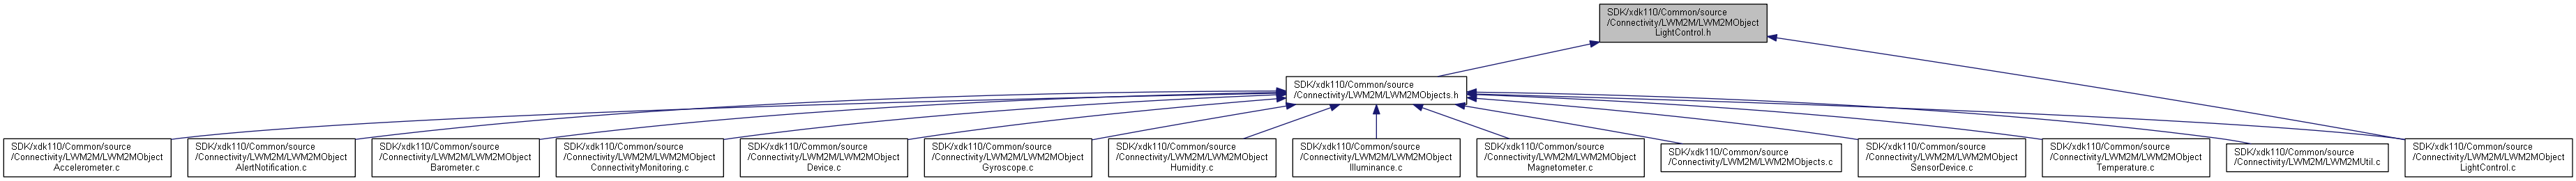 SDK/xdk110/Common/source
/Connectivity/LWM2M/LWM2MObject
LightControl.h
SDK/xdk110/Common/source
/Connectivity/LWM2M/LWM2MObjects.h
SDK/xdk110/Common/source
/Connectivity/LWM2M/LWM2MObject
Accelerometer.c
SDK/xdk110/Common/source
/Connectivity/LWM2M/LWM2MObject
AlertNotification.c
SDK/xdk110/Common/source
/Connectivity/LWM2M/LWM2MObject
Barometer.c
SDK/xdk110/Common/source
/Connectivity/LWM2M/LWM2MObject
ConnectivityMonitoring.c
SDK/xdk110/Common/source
/Connectivity/LWM2M/LWM2MObject
Device.c
SDK/xdk110/Common/source
/Connectivity/LWM2M/LWM2MObject
Gyroscope.c
SDK/xdk110/Common/source
/Connectivity/LWM2M/LWM2MObject
Humidity.c
SDK/xdk110/Common/source
/Connectivity/LWM2M/LWM2MObject
Illuminance.c
SDK/xdk110/Common/source
/Connectivity/LWM2M/LWM2MObject
Magnetometer.c
SDK/xdk110/Common/source
/Connectivity/LWM2M/LWM2MObjects.c
SDK/xdk110/Common/source
/Connectivity/LWM2M/LWM2MObject
SensorDevice.c
SDK/xdk110/Common/source
/Connectivity/LWM2M/LWM2MObject
Temperature.c
SDK/xdk110/Common/source
/Connectivity/LWM2M/LWM2MUtil.c
SDK/xdk110/Common/source
/Connectivity/LWM2M/LWM2MObject
LightControl.c